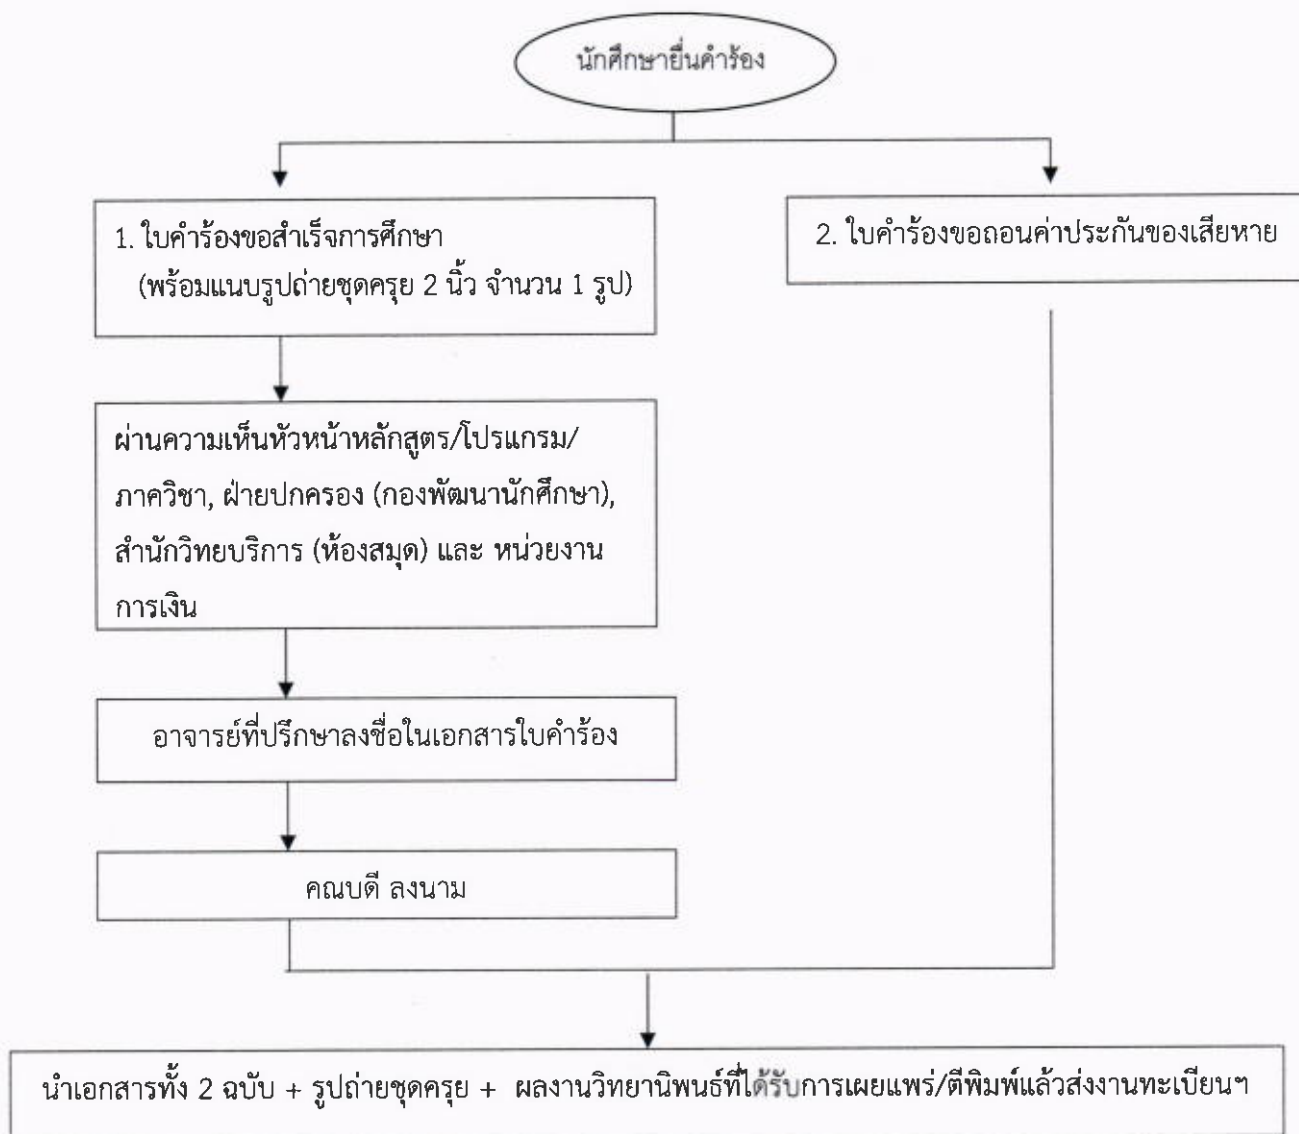 นักศึกษายื่นคำร้อง
1. ใบคำร้องขอสำเร็จการศึกษา
(พร้อมแนบรูปถ่ายชุดครุย 2 นิ้ว จำนวน 1 รูป)
2. ใบคำร้องขอถอนค่าประกันของเสียหาย
ผ่านความเห็นหัวหน้าหลักสูตร/โปรแกรม/
ภาควิชา, ฝ่ายปกครอง (กองพัฒนานักศึกษา),
สำนักวิทยบริการ (ห้องสมุด) และ หน่วยงาน
การเงิน
อาจารย์ที่ปรึกษาลงชื่อในเอกสารใบคำร้อง
คณบดี ลงนาม
นำเอกสารทั้ง 2 ฉบับ + รูปถ่ายชุดครุย + ผลงานวิทยานิพนธ์ที่ได้รับการเผยแพร่/ตีพิมพ์แล้วส่งงานทะเบียนฯ